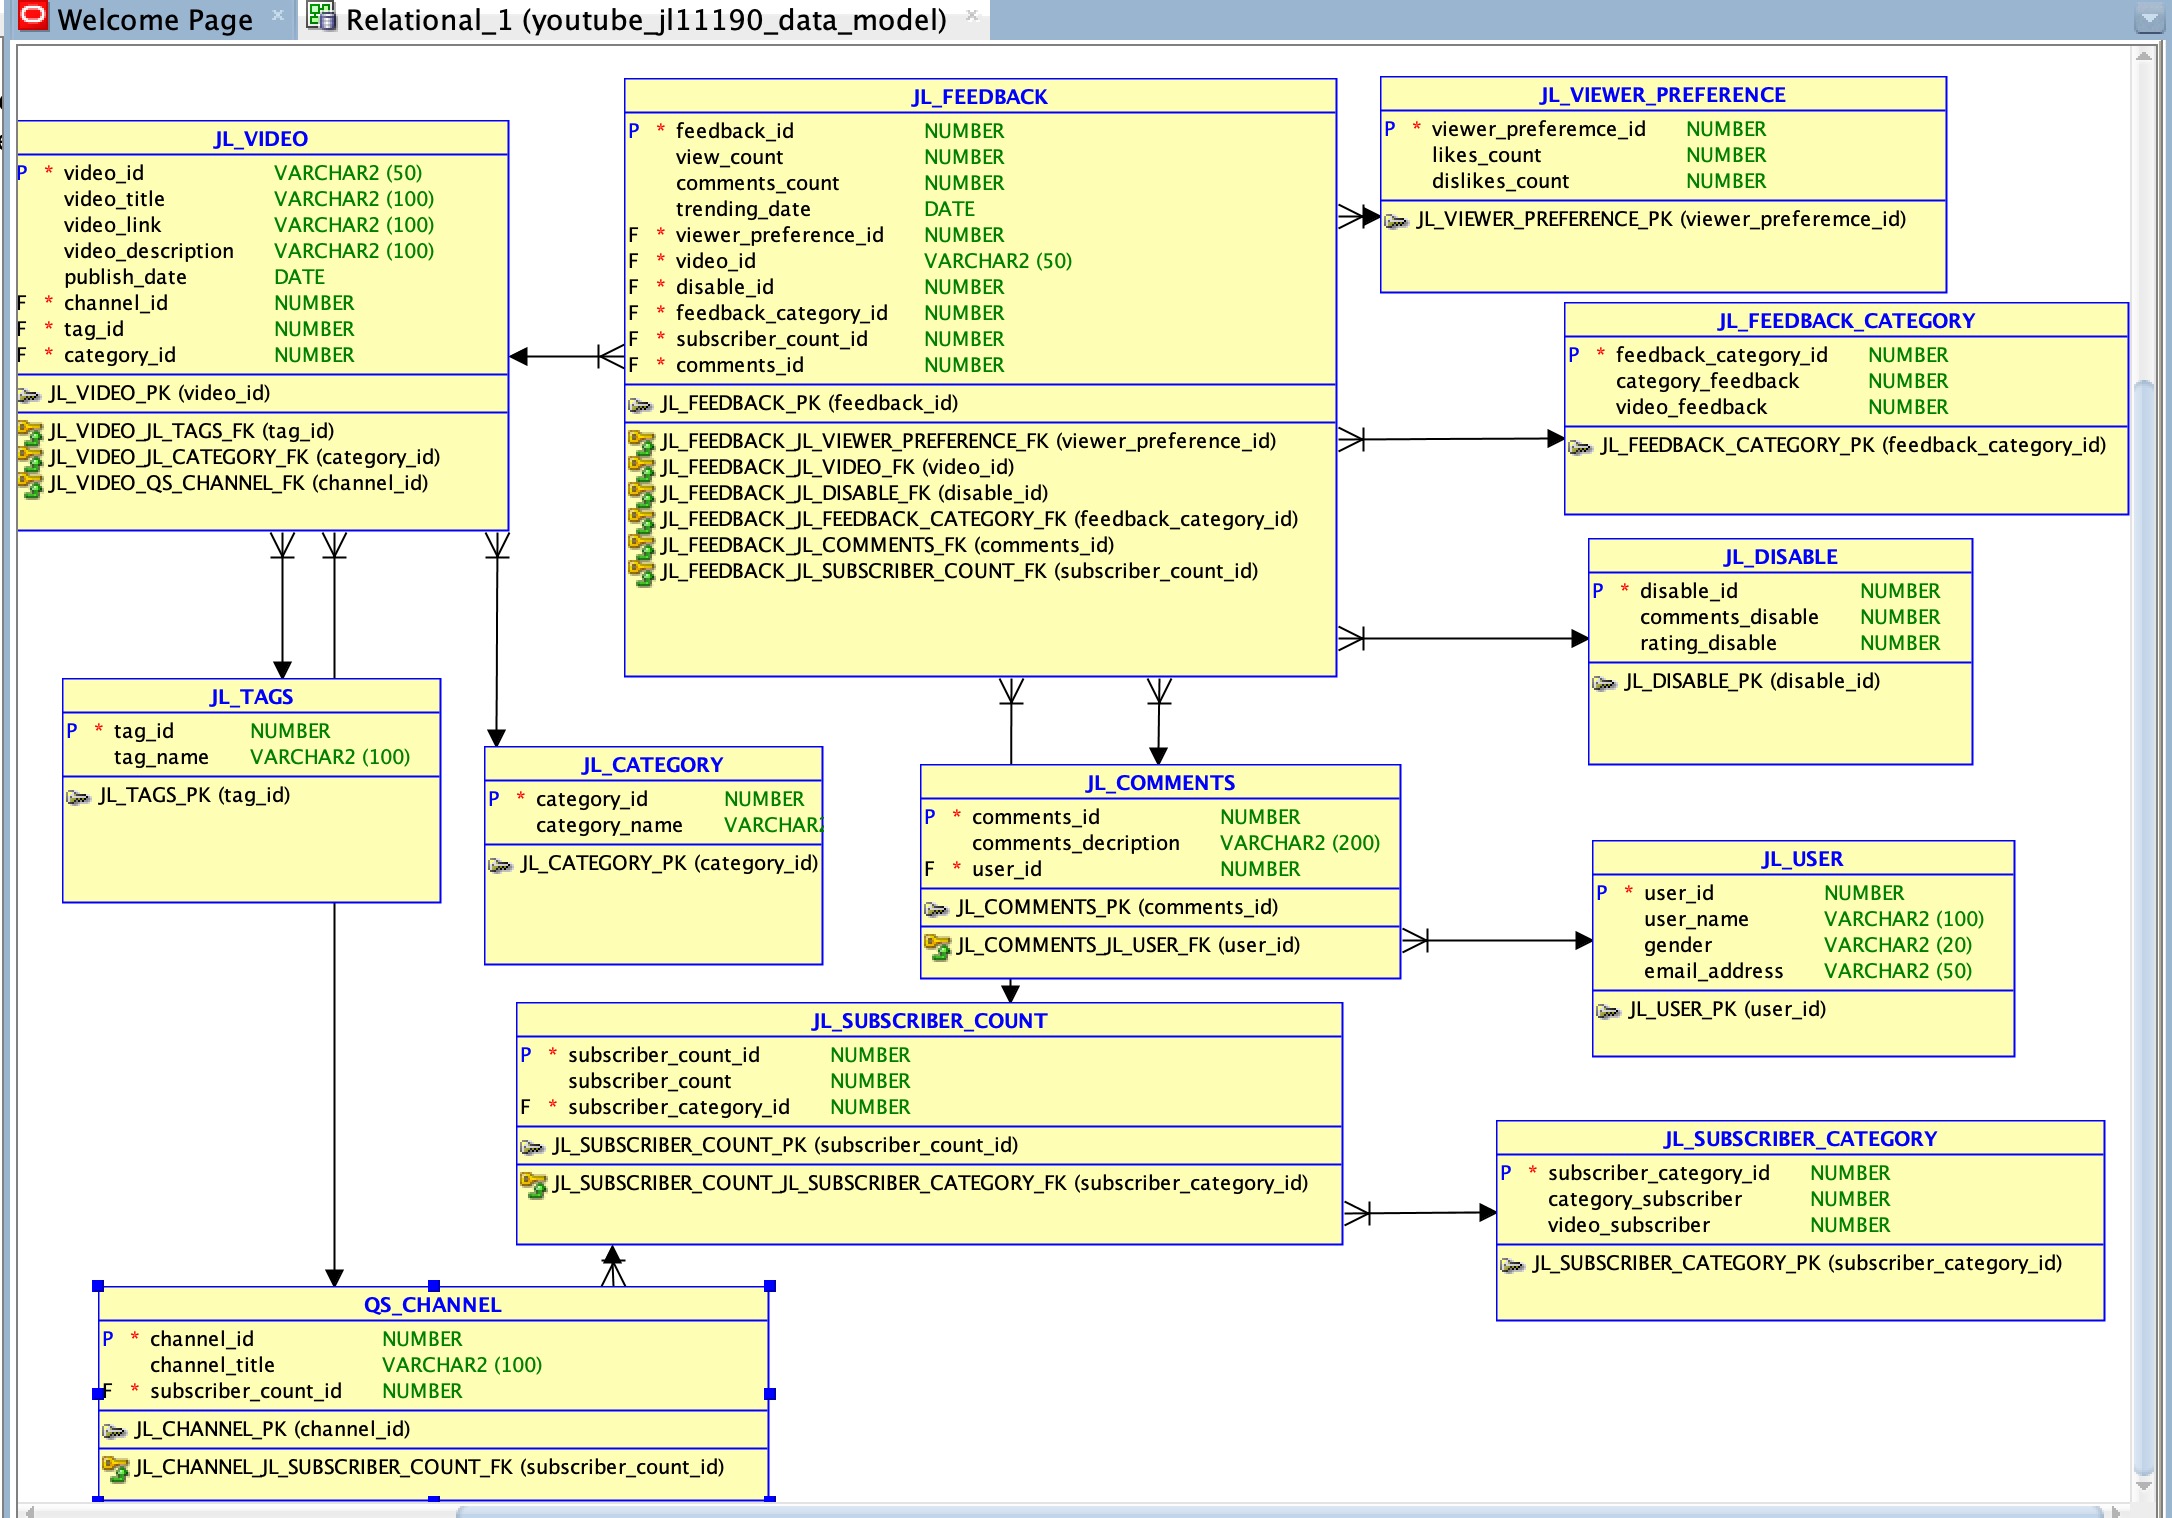 Welcome Page
Relational_1 (youtube_jl11190_data_model)
JL_VIDEO
P * video_id VARCHAR2 (50)
video_title VARCHAR2 (100)
video_link VARCHAR2 (100)
video_description VARCHAR2 (100)
publish_date DATE
F * channel_id NUMBER
F * tag_id NUMBER
F * category_id NUMBER
JL_VIDEO_PK (video_id)
JL_VIDEO_JL_TAGS_FK (tag_id)
JL_VIDEO_JL_CATEGORY_FK (category_id)
JL_VIDEO_QS_CHANNEL_FK (channel_id)
JL_FEEDBACK
P * feedback_id NUMBER
view_count NUMBER
comments_count NUMBER
trending_date DATE
F * viewer_preference_id NUMBER
F * video_id VARCHAR2 (50)
F * disable_id NUMBER
F * feedback_category_id NUMBER
F * subscriber_count_id NUMBER
F * comments_id NUMBER
JL_FEEDBACK_PK (feedback_id)
JL_FEEDBACK_JL_VIEWER_PREFERENCE_FK (viewer_preference_id)
JL_FEEDBACK_JL_VIDEO_FK (video_id)
JL_FEEDBACK_JL_DISABLE_FK (disable_id)
JL_FEEDBACK_JL_FEEDBACK_CATEGORY_FK (feedback_category_id)
JL_FEEDBACK_JL_COMMENTS_FK (comments_id)
JL_FEEDBACK_JL_SUBSCRIBER_COUNT_FK (subscriber_count_id)
JL_VIEWER_PREFERENCE
P * viewer_preferemce_id NUMBER
likes_count NUMBER
dislikes_count NUMBER
JL_VIEWER_PREFERENCE_PK (viewer_preferemce_id)
JL_FEEDBACK_CATEGORY
P * feedback_category_id NUMBER
category_feedback NUMBER
video_feedback NUMBER
JL_FEEDBACK_CATEGORY_PK (feedback_category_id)
JL_DISABLE
P * disable_id NUMBER
comments_disable NUMBER
rating_disable NUMBER
JL_DISABLE_PK (disable_id)
JL_TAGS
P * tag_id NUMBER
tag_name VARCHAR2 (100)
JL_TAGS_PK (tag_id)
JL_CATEGORY
P * category_id NUMBER
category_name VARCHAR2
JL_CATEGORY_PK (category_id)
JL_COMMENTS
P * comments_id NUMBER
comments_decription VARCHAR2 (200)
F * user_id NUMBER
JL_COMMENTS_PK (comments_id)
JL_COMMENTS_JL_USER_FK (user_id)
JL_USER
P * user_id NUMBER
user_name VARCHAR2 (100)
gender VARCHAR2 (20)
email_address VARCHAR2 (50)
JL_USER_PK (user_id)
JL_SUBSCRIBER_COUNT
P * subscriber_count_id NUMBER
subscriber_count NUMBER
F * subscriber_category_id NUMBER
JL_SUBSCRIBER_COUNT_PK (subscriber_count_id)
JL_SUBSCRIBER_COUNT_JL_SUBSCRIBER_CATEGORY_FK (subscriber_category_id)
JL_SUBSCRIBER_CATEGORY
P * subscriber_category_id NUMBER
category_subscriber NUMBER
video_subscriber NUMBER
JL_SUBSCRIBER_CATEGORY_PK (subscriber_category_id)
QS_CHANNEL
P * channel_id NUMBER
channel_title VARCHAR2 (100)
F * subscriber_count_id NUMBER
JL_CHANNEL_PK (channel_id)
JL_CHANNEL_JL_SUBSCRIBER_COUNT_FK (subscriber_count_id)